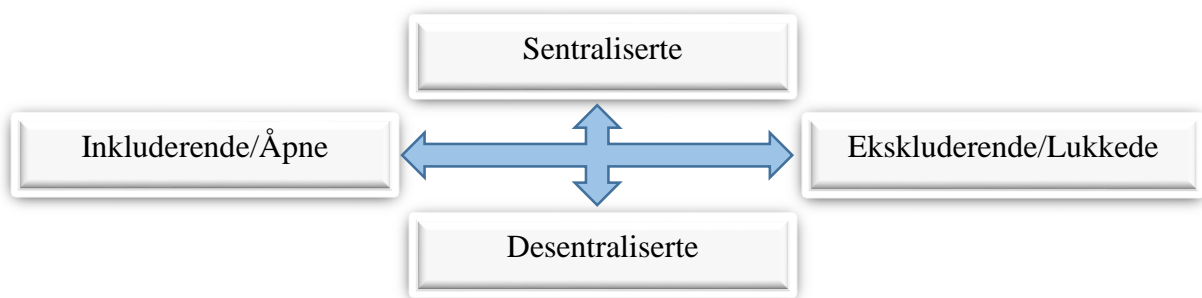 Sentraliserte
Inkluderende/Åpne
Ekskluderende/Lukkede
Desentraliserte